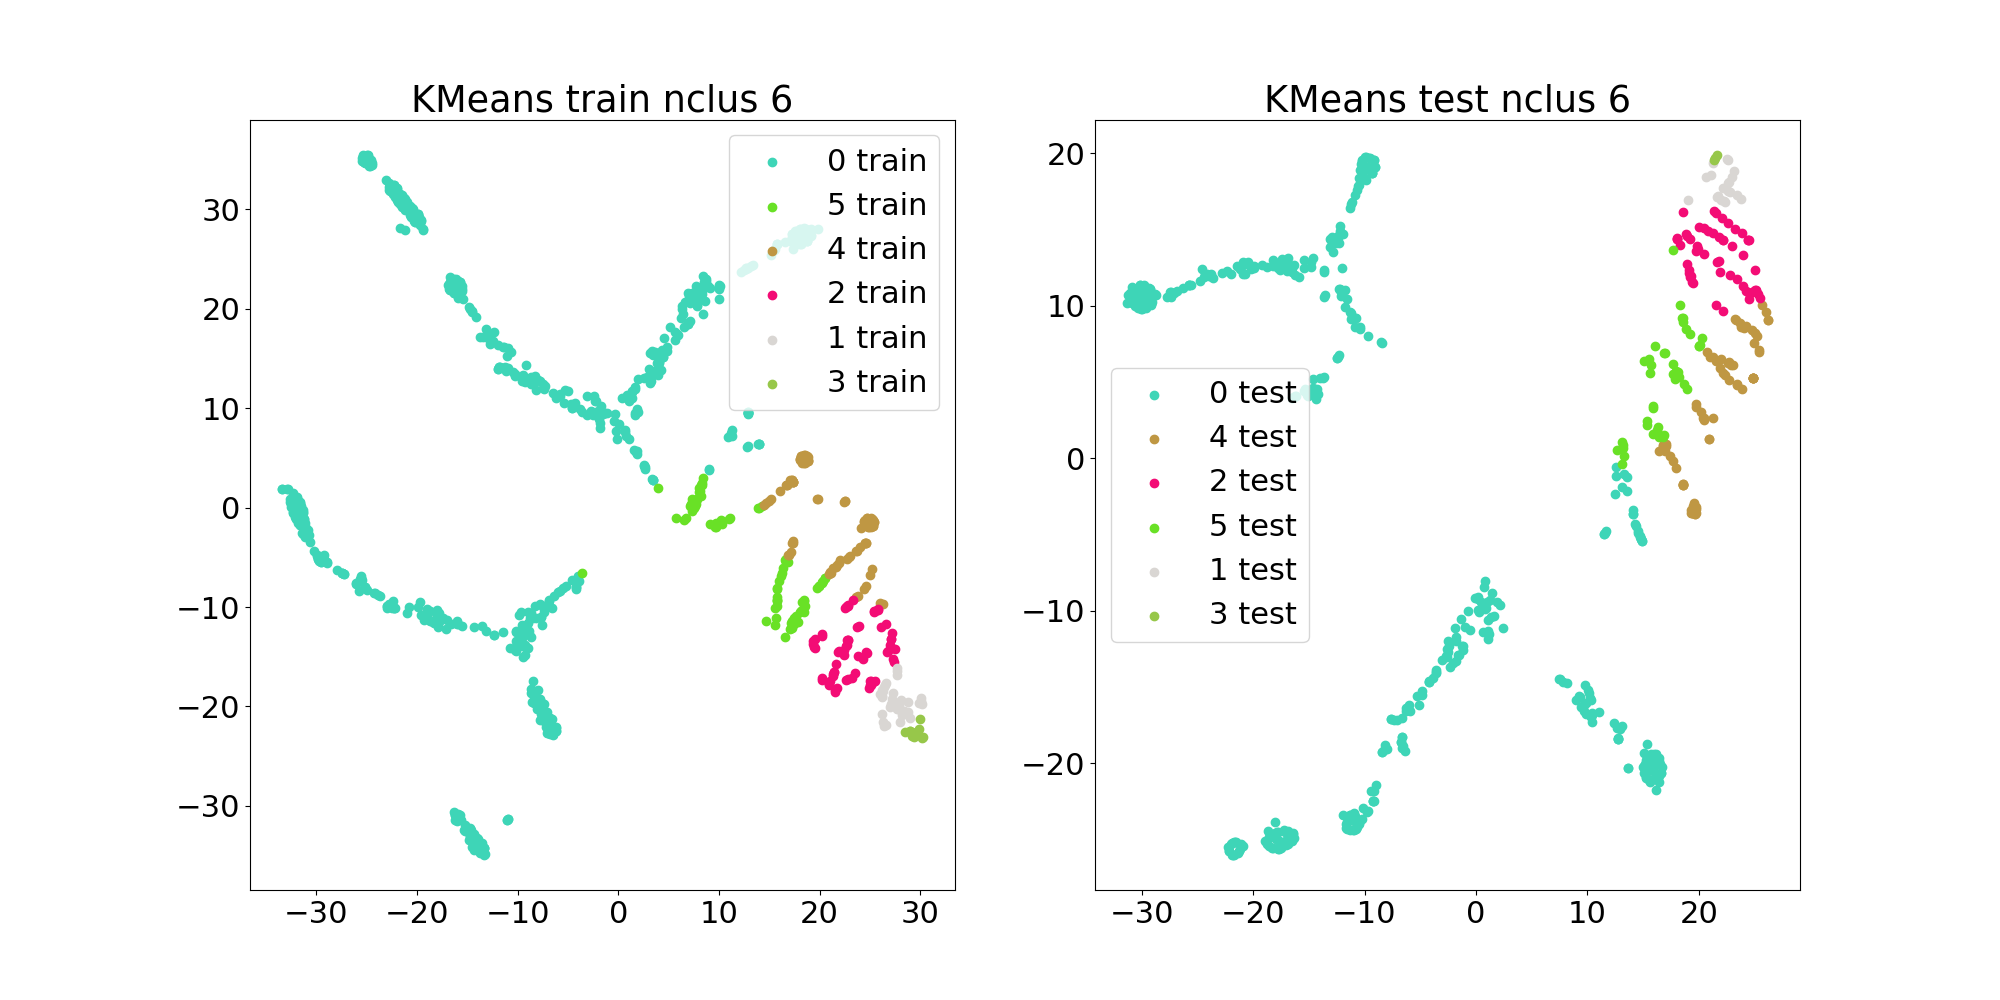 KMeans train nclus 6
0 train
5 train
4 train
2 train
1 train
3 train
30
20
10
0
−10
−20
−30
−30 −20 −10 0 10 20 30
KMeans test nclus 6
0 test
4 test
2 test
5 test
1 test
3 test
20
10
0
−10
−20
−30 −20 −10 0 10 20